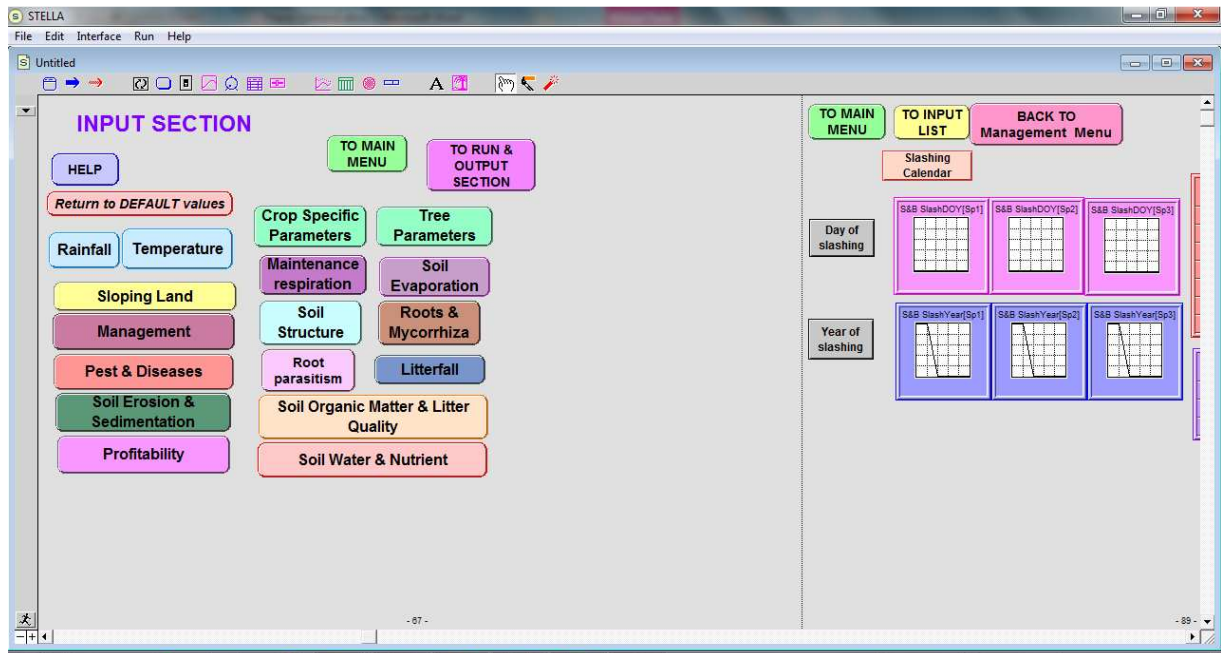 STELLA
File Edit Interface Run Help
Untitled
A
INPUT SECTION
HELP
TO MAIN
MENU
TO RUN &
OUTPUT
SECTION
Return to DEFAULT values
Rainfall
Temperature
Crop Specific
Parameters
Tree
Parameters
Maintenance
respiration
Soil
Evaporation
Sloping Land
Soil
Structure
Roots &
Mycorrhiza
Management
Root
parasitism
Litterfall
Pest & Diseases
Soil Erosion &
Sedimentation
Soil Organic Matter & Litter
Quality
Profitability
Soil Water & Nutrient
- 67 -
TO MAIN
MENU
TO INPUT
LIST
BACK TO
Management Menu
Slashing
Calendar
Day of
slashing
S&B SlashDOY[Sp1]
S&B SlashDOY[Sp2]
S&B SlashDOY[Sp3]
Year of
slashing
S&B SlashYear[Sp1]
S&B SlashYear[Sp2]
S&B SlashYear[Sp3]
- 89 -